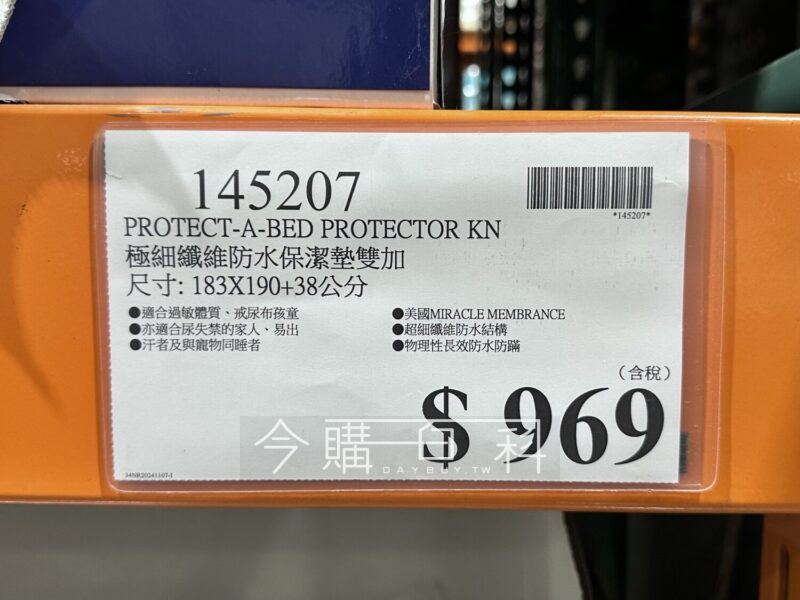 145207
*145207*
PROTECT-A-BED PROTECTOR KN
極細纖維防水保潔墊雙加
尺寸: 183X190+38公分
●適合過敏體質、戒尿布孩童
●亦適合尿失禁的家人、易出
●汗者及與寵物同睡者
●美國MIRACLE MEMBRANCE
●超細纖維防水結構
●物理性長效防水防蹣
(含稅)
$ 969
今購百科
DAYBUY.TW
34NR20241107-1